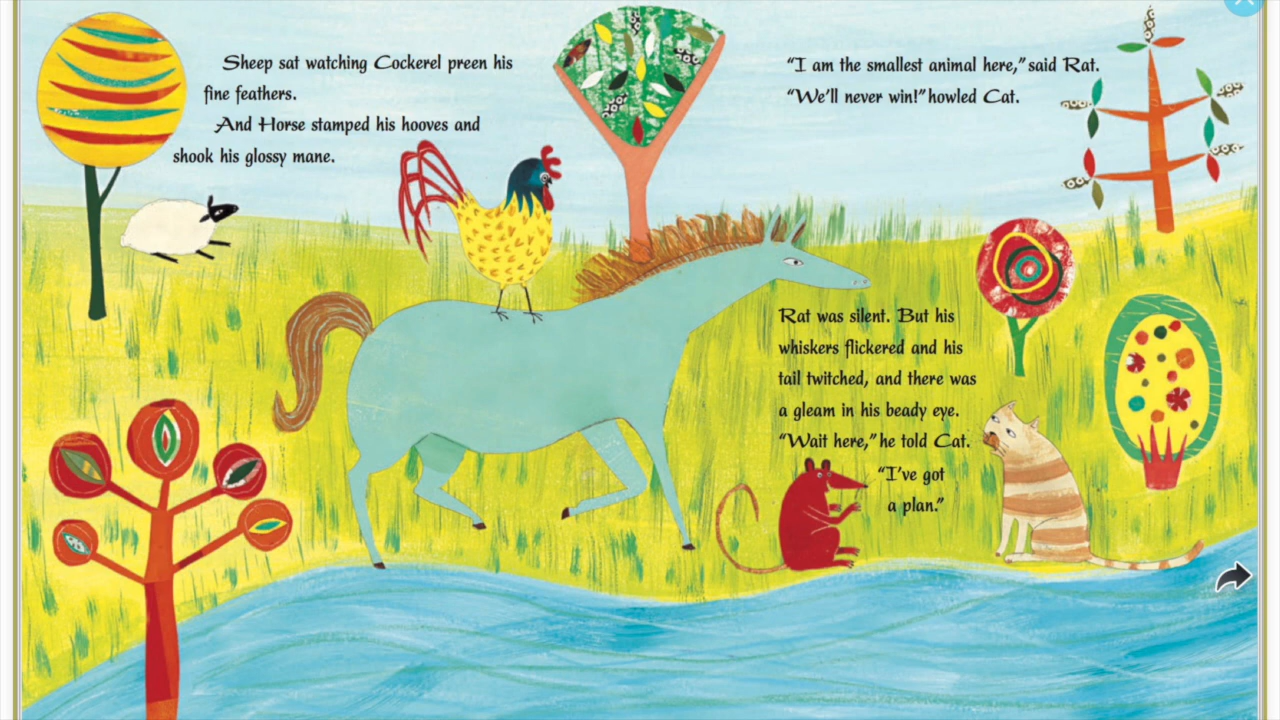 Sheep sat watching Cockerel preen his
fine feathers.
And Horse stamped his hooves and
shook his glossy mane.
“I am the smallest animal here,” said Rat.
“We’ll never win!” howled Cat.
Rat was silent. But his
whiskers flickered and his
tail twitched, and there was
a gleam in his beady eye.
“Wait here,” he told Cat.
“I’ve got
a plan.”